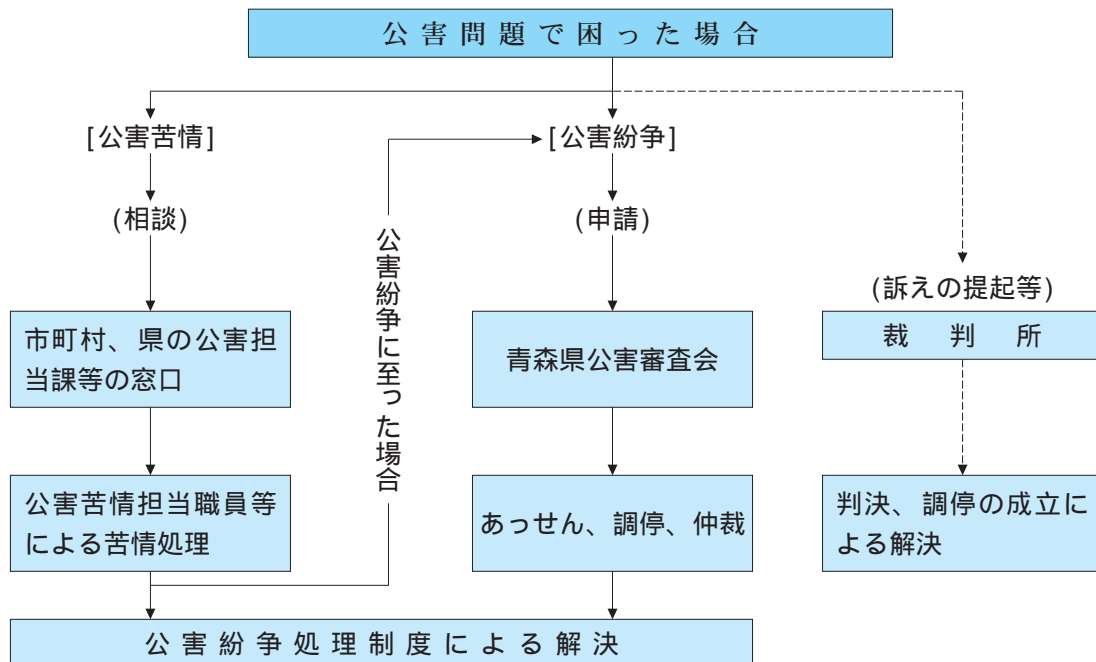 公害問題で困った場合
[公害苦情]
[公害紛争]
(相談)
(申請)
公害紛争に至った場合
(訴えの提起等)
市町村、県の公害担
当課等の窓口
青森県公害審査会
裁判所
公害苦情担当職員等
による苦情処理
あっせん、調停、仲裁
判決、調停の成立に
よる解決
公害紛争処理制度による解決